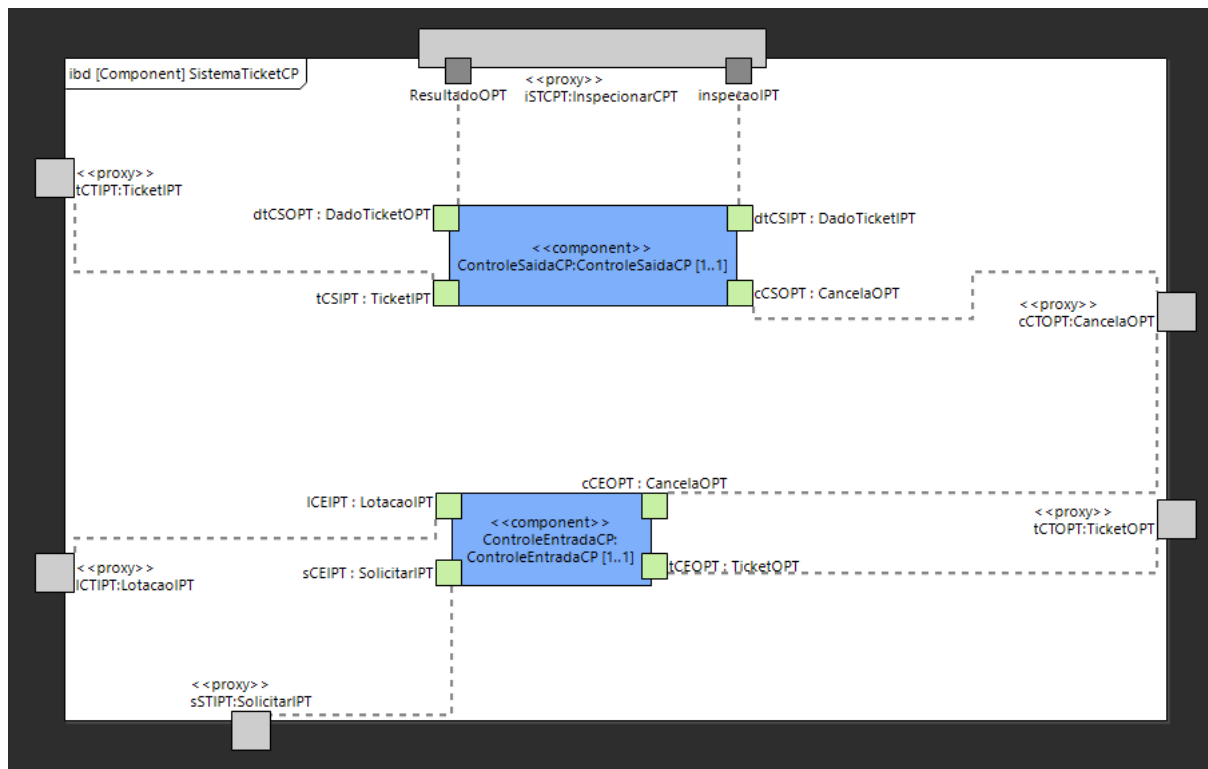 ibd [Component] SistemaTicketCP
<<proxy>>
ResultadoOPT iSTCPT:InspecionarCPT inspecaoIPT
<<proxy>>
tCTIPT:TicketIPT
dtCSOPT : DadoTicketOPT
dtCSIPT : DadoTicketIPT
<<component>>
ControleSaidaCP:ControleSaidaCP [1..1]
tCSIPT : TicketIPT
cCSOPT : CancelaOPT
<<proxy>>
cCTOPT:CancelaOPT
cCEOPT : CancelaOPT
lCEIPT : LotacaoIPT
<<component>>
ControleEntradaCP:
ControleEntradaCP [1..1]
<<proxy>>
tCTOPT:TicketOPT
sCEIPT : SolicitarIPT
tCEOPT : TicketOPT
<<proxy>>
lCTIPT:LotacaoIPT
<<proxy>>
sSTIPT:SolicitarIPT